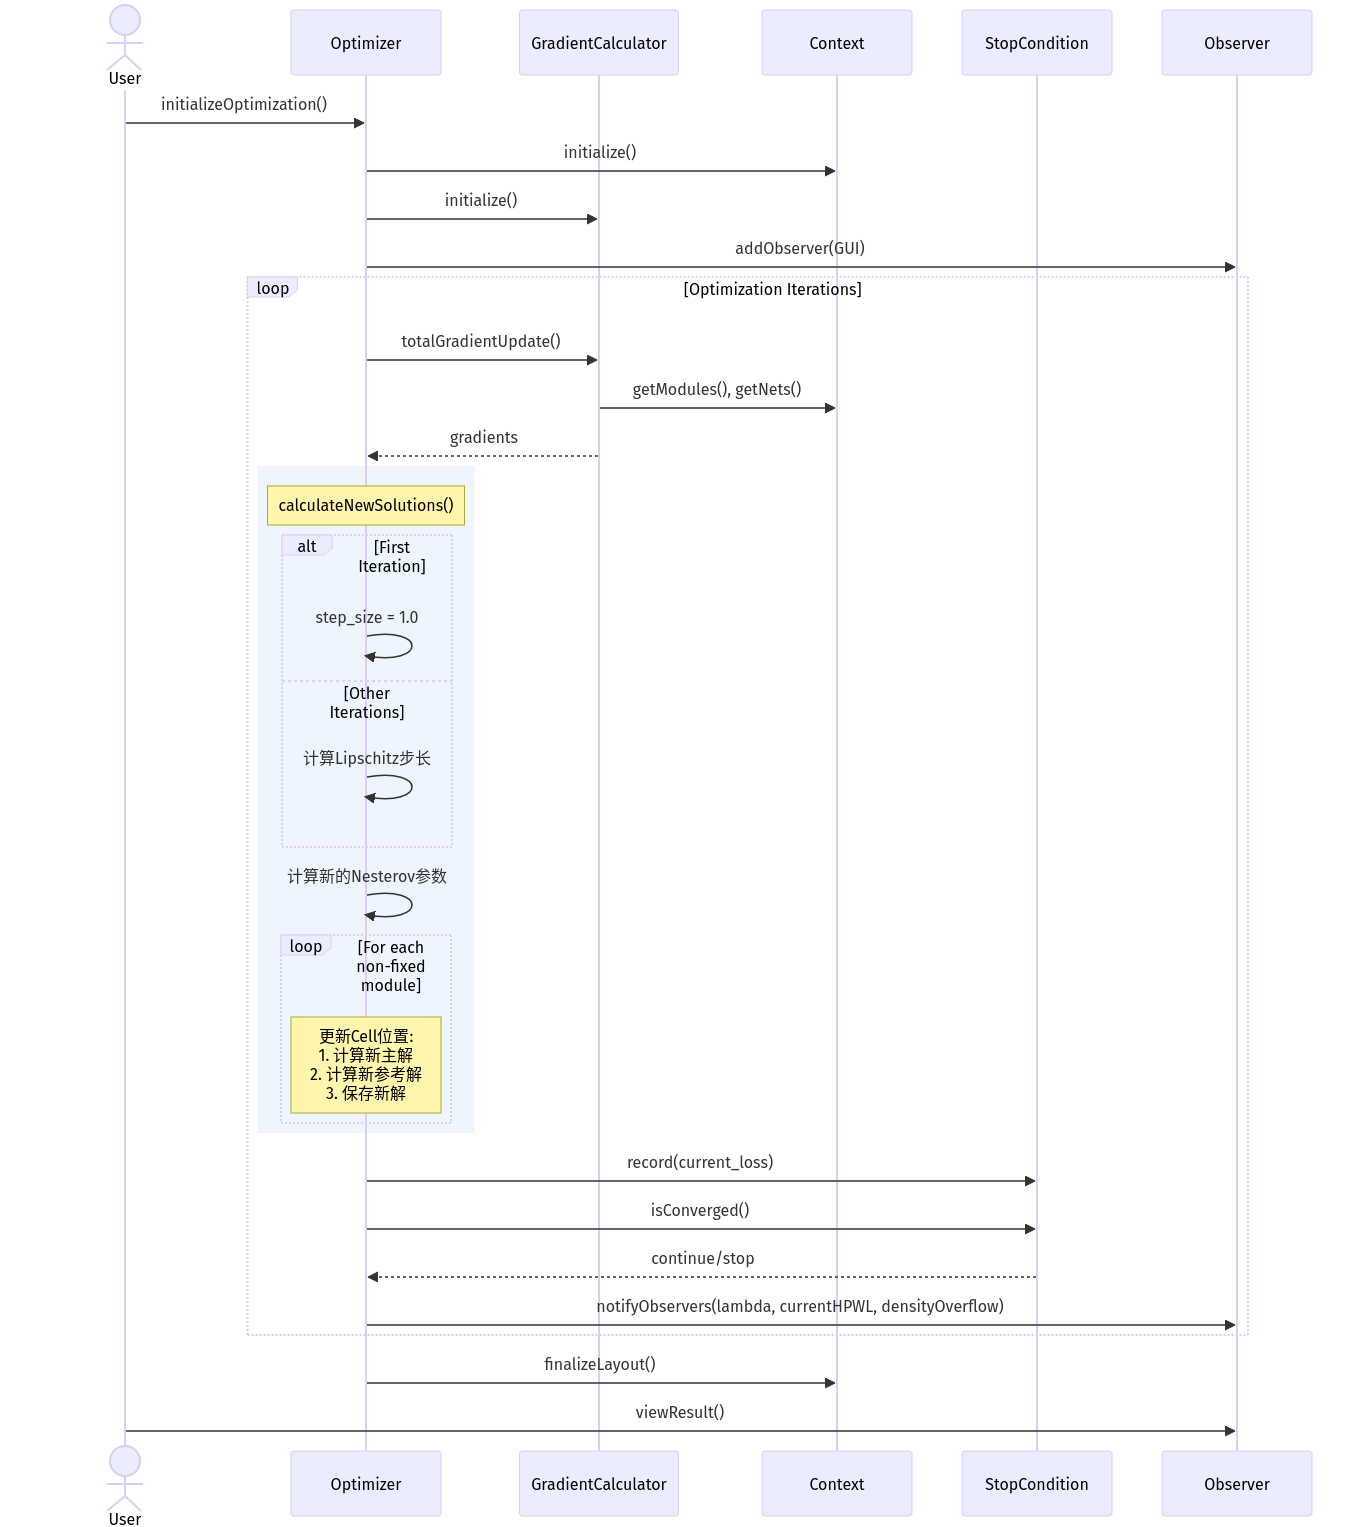 User
Optimizer
GradientCalculator
Context
StopCondition
Observer
initializeOptimization()
initialize()
initialize()
addObserver(GUI)
loop
[Optimization Iterations]
totalGradientUpdate()
getModules(), getNets()
gradients
calculateNewSolutions()
alt
[First
Iteration]
step_size = 1.0
[Other
Iterations]
计算Lipschitz步长
计算新的Nesterov参数
loop
[For each
non-fixed
module]
更新Cell位置:
1. 计算新主解
2. 计算新参考解
3. 保存新解
record(current_loss)
isConverged()
continue/stop
notifyObservers(lambda, currentHPWL, densityOverflow)
finalizeLayout()
viewResult()
User
Optimizer
GradientCalculator
Context
StopCondition
Observer